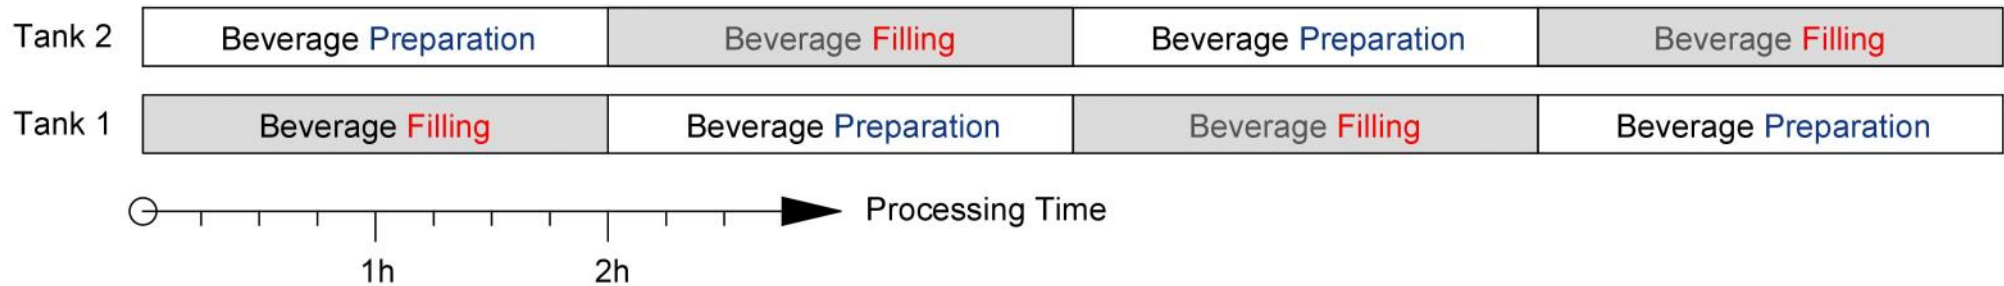 Tank 2 Beverage Preparation Beverage Filling Beverage Preparation Beverage Filling
Tank 1 Beverage Filling Beverage Preparation Beverage Filling Beverage Preparation
Processing Time
1h 2h